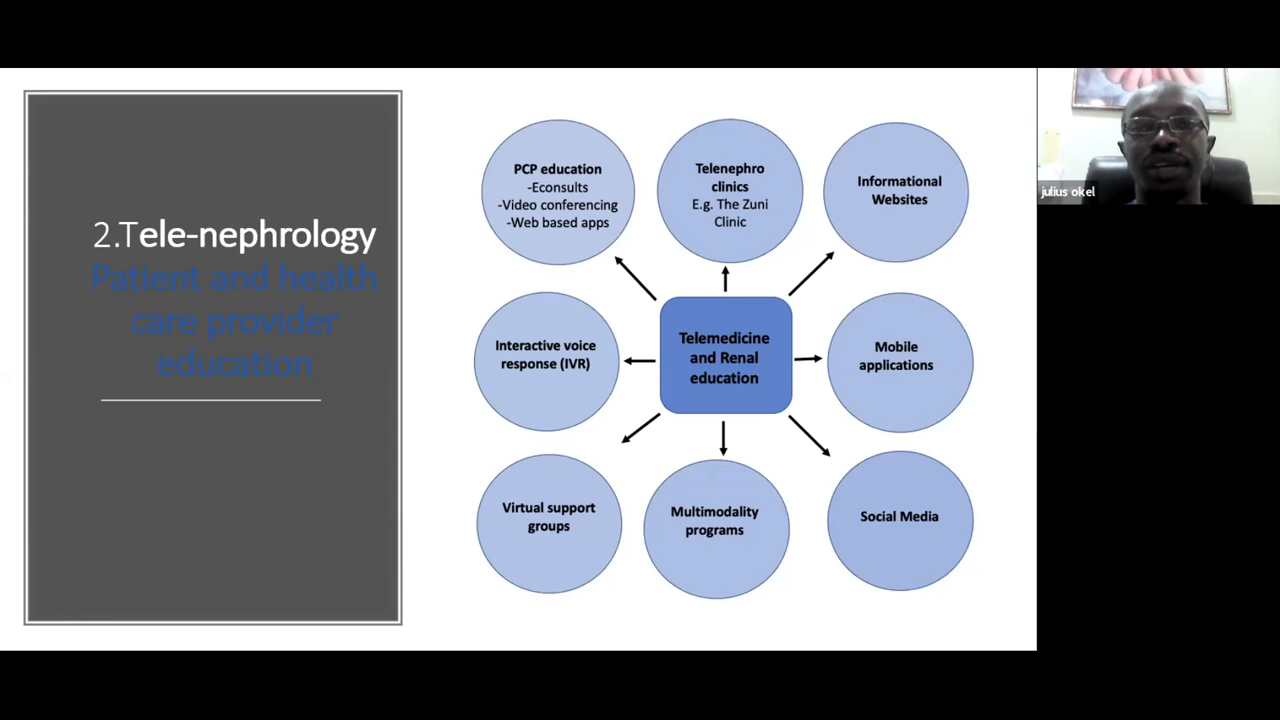 2.Tele-nephrology
Patient and health
care provider
education
PCP education
-Econsults
-Video conferencing
-Web based apps
Telenephro
clinics
E.g. The Zuni
Clinic
Informational
Websites
Interactive voice
response (IVR)
Telemedicine
and Renal
education
Mobile
applications
Virtual support
groups
Multimodality
programs
Social Media
julius okel